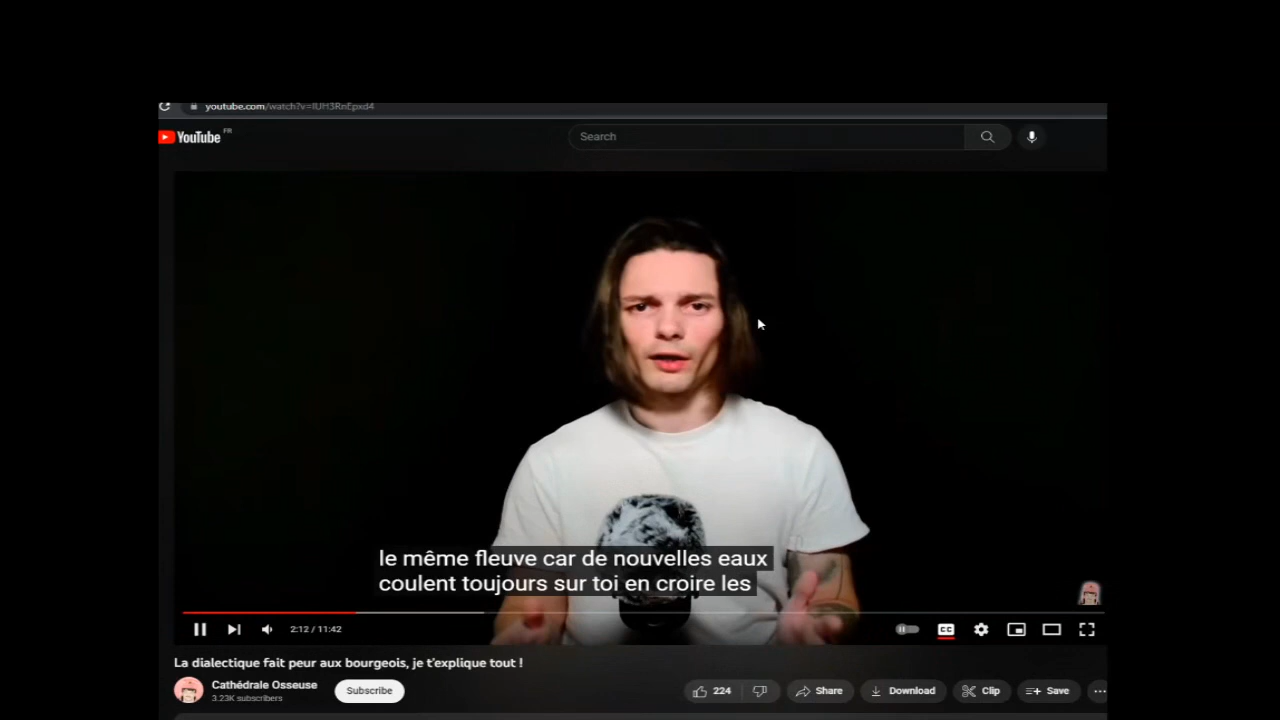 youtube.com/watch?v=IUH3RnEpxd4
YouTube FR
Search
le même fleuve car de nouvelles eaux
coulent toujours sur toi en croire les
2:12 / 11:42
CC
La dialectique fait peur aux bourgeois, je t'explique tout !
Cathédrale Osseuse
3.23K subscribers
Subscribe
224
Share
Download
Clip
Save